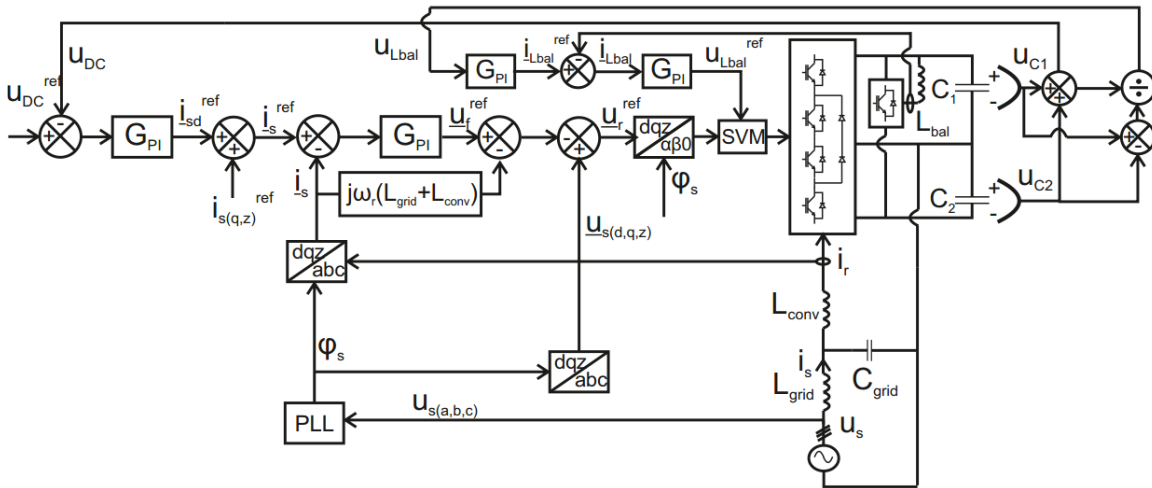 u_DC
u_Lbal
G_PI
i_Lbal^ref
+
-
i_Lbal
G_PI
u_Lbal^ref
C_1
L_bal
+
-
u_C1
+
+
÷
u_DC^ref
+
-
G_PI
i_sd^ref
+
+
i_s^ref
+
-
G_PI
u_f^ref
+
-
-
+
u_r^ref
dqz
αβ0
SVM
+
-
i_s(q,z)^ref
i_s
jω_r(L_grid+L_conv)
u_s(d,q,z)
φ_s
C_2
+
-
u_C2
dqz
abc
i_r
L_conv
φ_s
dqz
abc
i_s
L_grid
C_grid
PLL
u_s(a,b,c)
u_s